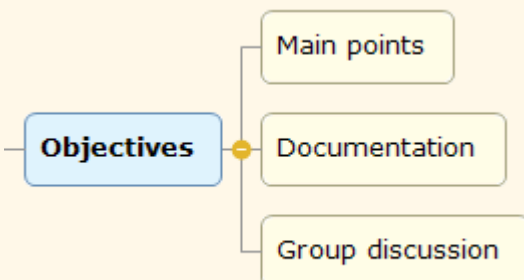 Main points
Objectives
Documentation
Group discussion